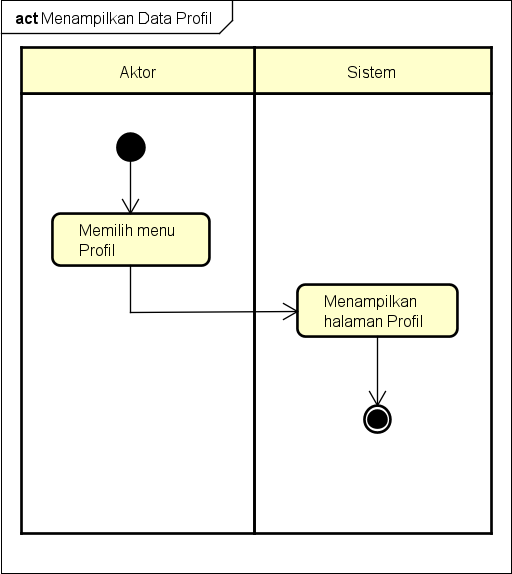 act Menampilkan Data Profil
Aktor
Sistem
Memilih menu
Profil
Menampilkan
halaman Profil